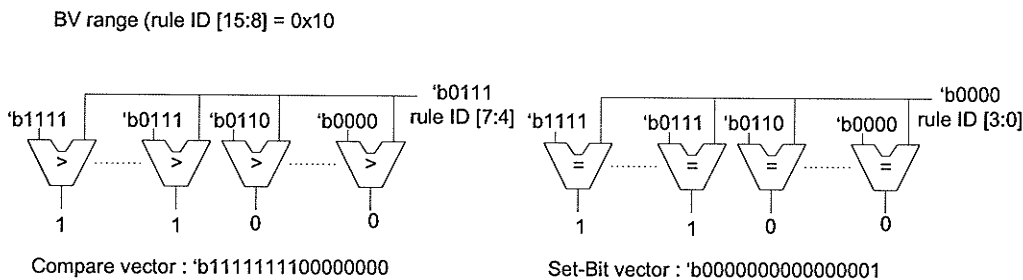 BV range (rule ID [15:8] = 0x10
‘b0111
rule ID [7:4]
‘b1111 ‘b0111 ‘b0110 ‘b0000
> > > >
1 1 0 0
Compare vector : ‘b1111111100000000
‘b0000
rule ID [3:0]
‘b1111 ‘b0111 ‘b0110 ‘b0000
= = = =
1 1 0 0
Set-Bit vector : ‘b0000000000000001